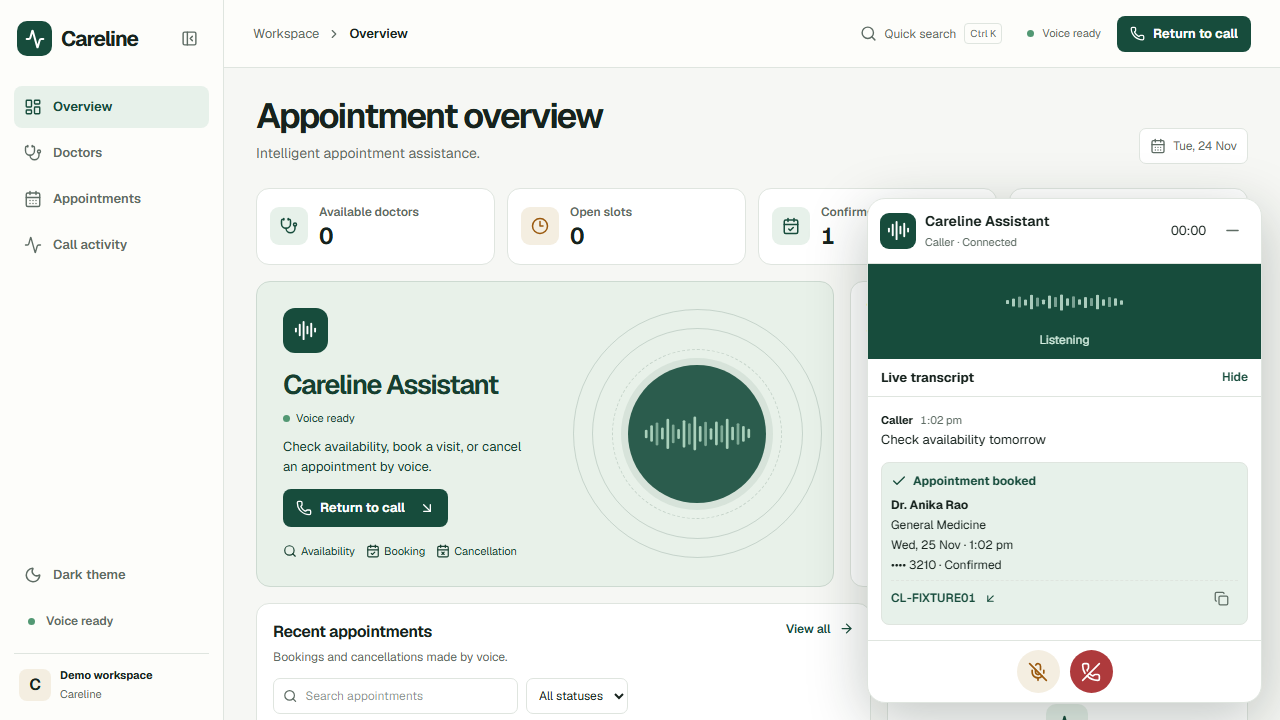 Careline
Overview
Doctors
Appointments
Call activity
Dark theme
Voice ready
C
Demo workspace
Careline
Workspace
Overview
Quick search
Ctrl K
Voice ready
Return to call
Appointment overview
Intelligent appointment assistance.
Tue, 24 Nov
Available doctors
0
Open slots
0
Confirm
1
Careline Assistant
Voice ready
Check availability, book a visit, or cancel
an appointment by voice.
Return to call
Availability
Booking
Cancellation
Recent appointments
Bookings and cancellations made by voice.
View all
Search appointments
All statuses
Careline Assistant
Caller · Connected
00:00
Listening
Live transcript
Hide
Caller 1:02 pm
Check availability tomorrow
Appointment booked
Dr. Anika Rao
General Medicine
Wed, 25 Nov · 1:02 pm
•••• 3210 · Confirmed
CL-FIXTURE01